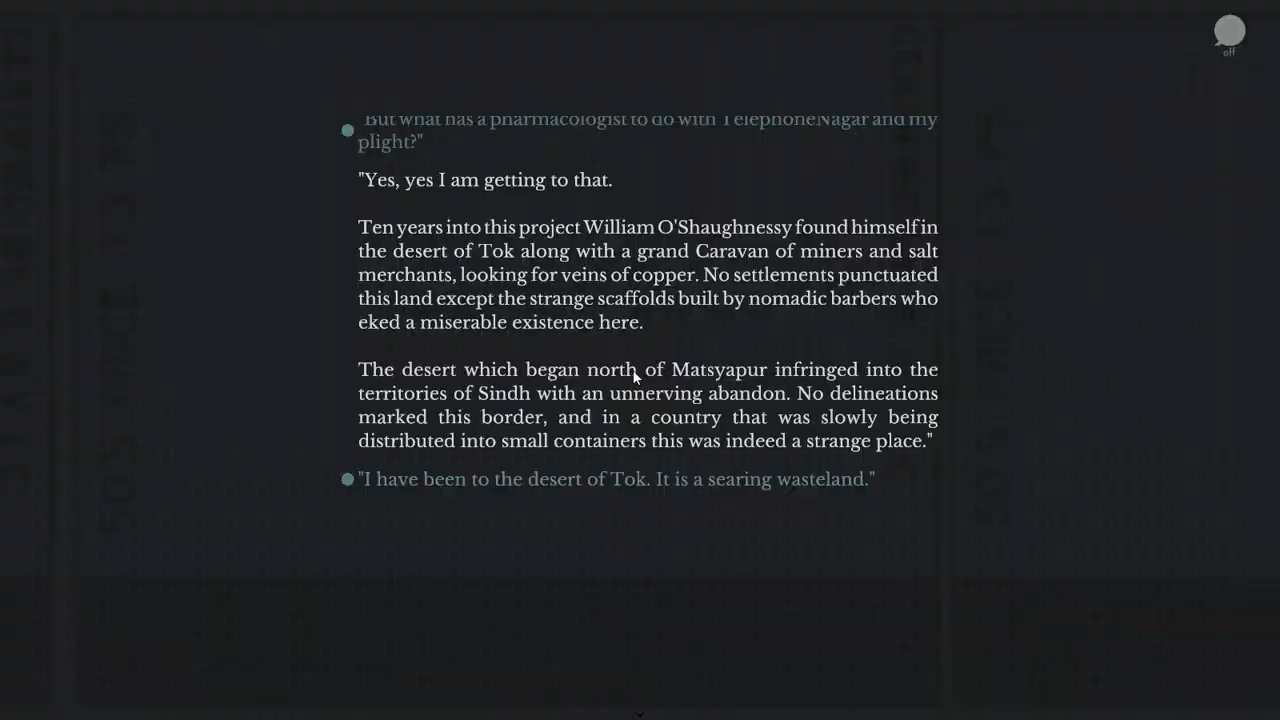 "But what has a pharmacologist to do with TelephoneNagar and my
plight?"
"Yes, yes I am getting to that.
Ten years into this project William O'Shaughnessy found himself in
the desert of Tok along with a grand Caravan of miners and salt
merchants, looking for veins of copper. No settlements punctuated
this land except the strange scaffolds built by nomadic barbers who
eked a miserable existence here.
The desert which began north of Matsyapur infringed into the
territories of Sindh with an unnerving abandon. No delineations
marked this border, and in a country that was slowly being
distributed into small containers this was indeed a strange place."
"I have been to the desert of Tok. It is a searing wasteland."
off